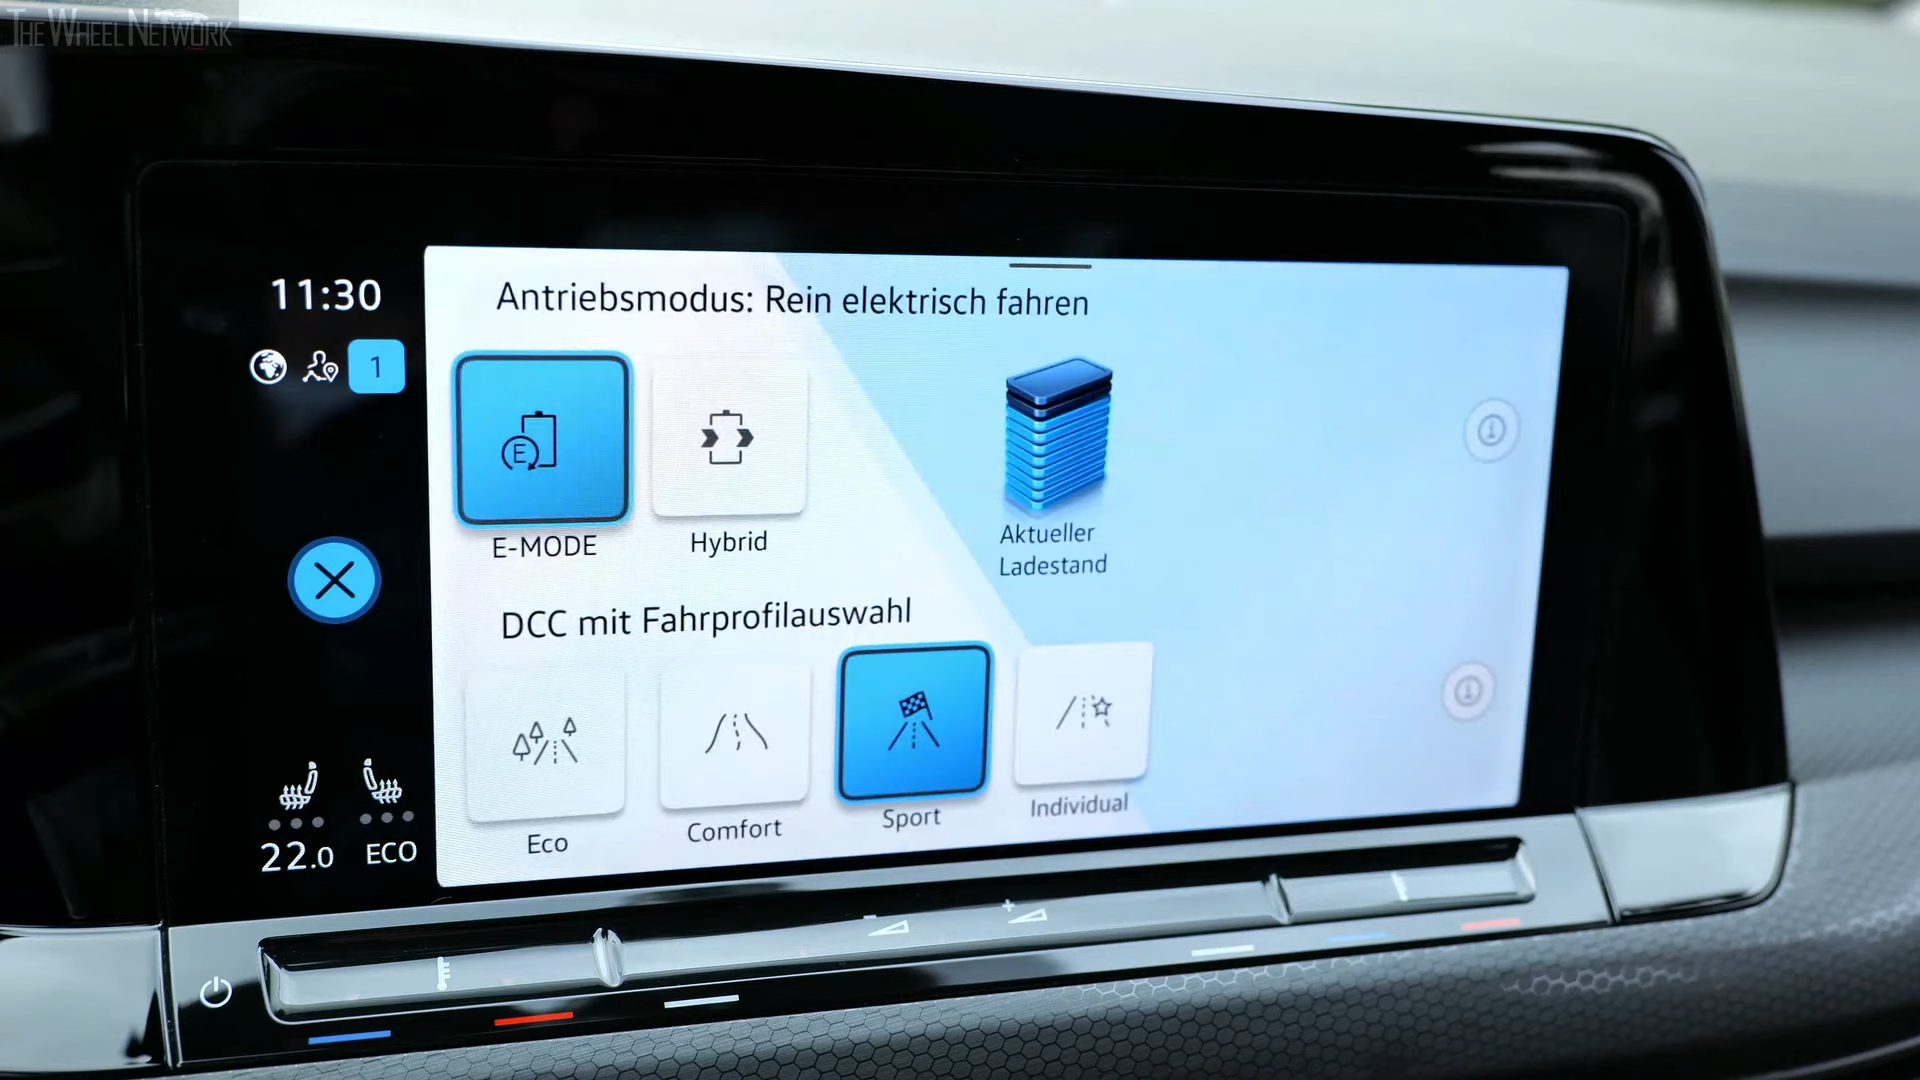 THE WHEEL NETWORK
11:30
1
Antriebsmodus: Rein elektrisch fahren
E
E-MODE
Hybrid
Aktueller
Ladestand
DCC mit Fahrprofilauswahl
Eco
Comfort
Sport
Individual
22.0
ECO